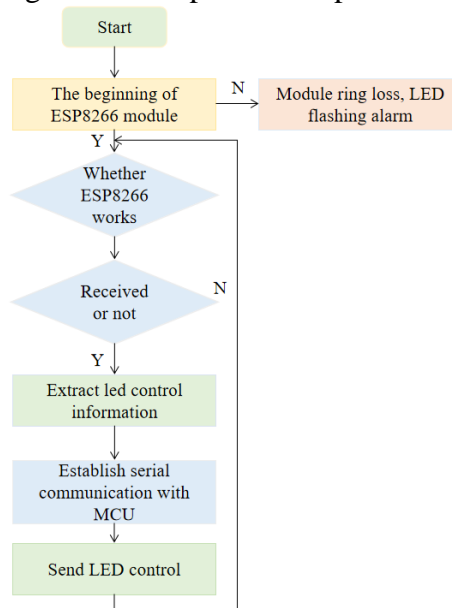 Start
The beginning of
ESP8266 module
N
Module ring loss, LED
flashing alarm
Y
Whether
ESP8266
works
Received
or not
N
Y
Extract led control
information
Establish serial
communication with
MCU
Send LED control